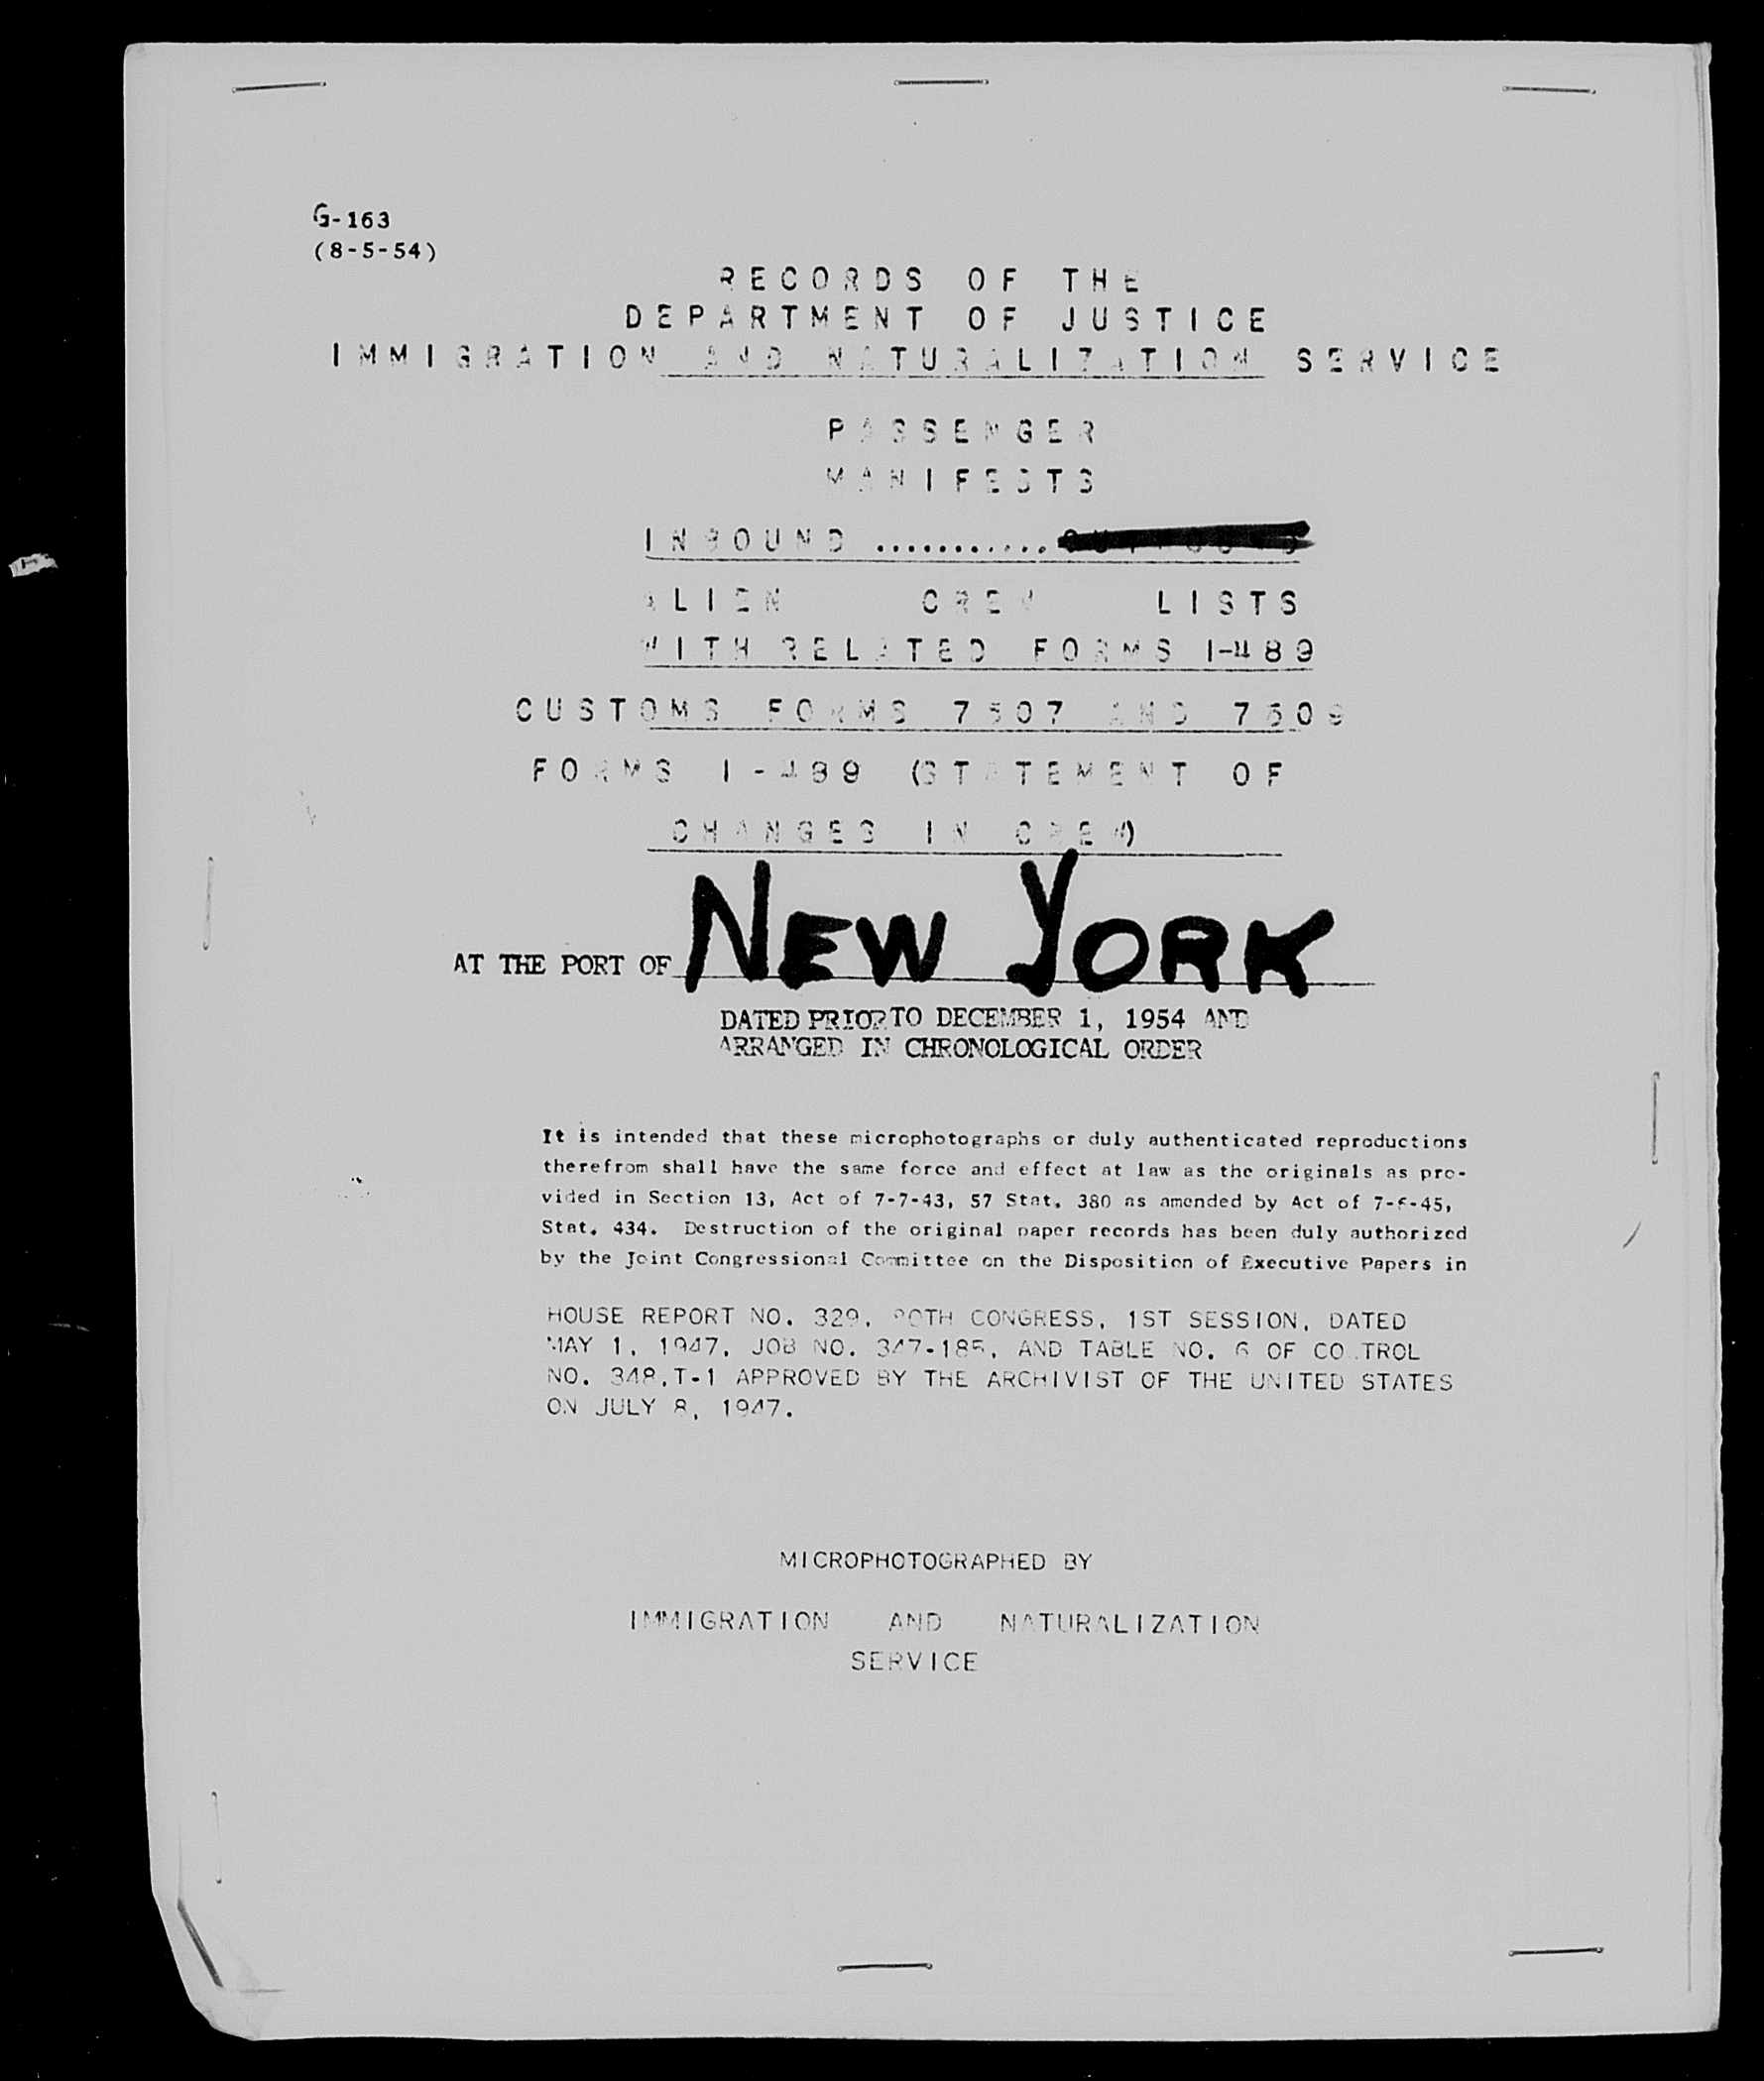 G-163
(8-5-54)
RECORDS OF THE
DEPARTMENT OF JUSTICE
IMMIGRATION AND NATURALIZATION SERVICE
PASSENGER
MANIFESTS
INBOUND ...........
ALIEN CREW LISTS
WITH RELATED FORMS I-489
CUSTOMS FORMS 7507 AND 7509
FORMS I-489 (STATEMENT OF
CHANGES IN CREW)
AT THE PORT OF NEW YORK
DATED PRIOR TO DECEMBER 1, 1954 AND
ARRANGED IN CHRONOLOGICAL ORDER
It is intended that these microphotographs or duly authenticated reproductions
therefrom shall have the same force and effect at law as the originals as pro-
vided in Section 13, Act of 7-7-43, 57 Stat. 380 as amended by Act of 7-6-45,
Stat. 434. Destruction of the original paper records has been duly authorized
by the Joint Congressional Committee on the Disposition of Executive Papers in
HOUSE REPORT NO. 329, 80TH CONGRESS, 1ST SESSION, DATED
MAY 1, 1947, JOB NO. 347-185, AND TABLE NO. 6 OF CO TROL
NO. 348,T-1 APPROVED BY THE ARCHIVIST OF THE UNITED STATES
ON JULY 8, 1947.
MICROPHOTOGRAPHED BY
IMMIGRATION AND NATURALIZATION
SERVICE